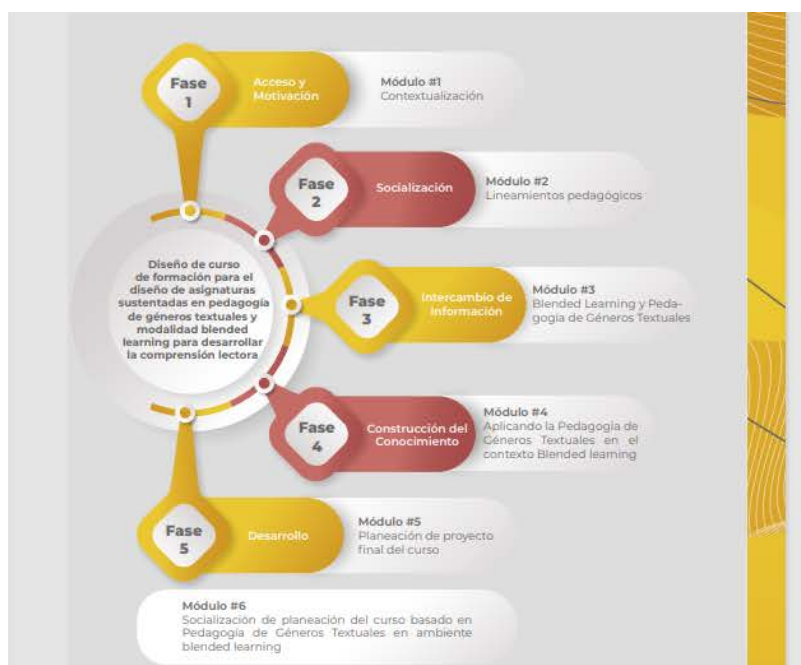 Fase
1
Acceso y
Motivación
Módulo #1
Contextualización
Fase
2
Socialización
Módulo #2
Lineamientos pedagógicos
Diseño de curso
de formación para el
diseño de asignaturas
sustentadas en pedagogía
de géneros textuales y
modalidad blended
learning para desarrollar
la comprensión lectora
Fase
3
Intercambio de
Información
Módulo #3
Blended Learning y Peda-
gogía de Géneros Textuales
Fase
4
Construcción del
Conocimiento
Módulo #4
Aplicando la Pedagogía de
Géneros Textuales en el
contexto Blended learning
Fase
5
Desarrollo
Módulo #5
Planeación de proyecto
final del curso
Módulo #6
Socialización de planeación del curso basado en
Pedagogía de Géneros Textuales en ambiente
blended learning